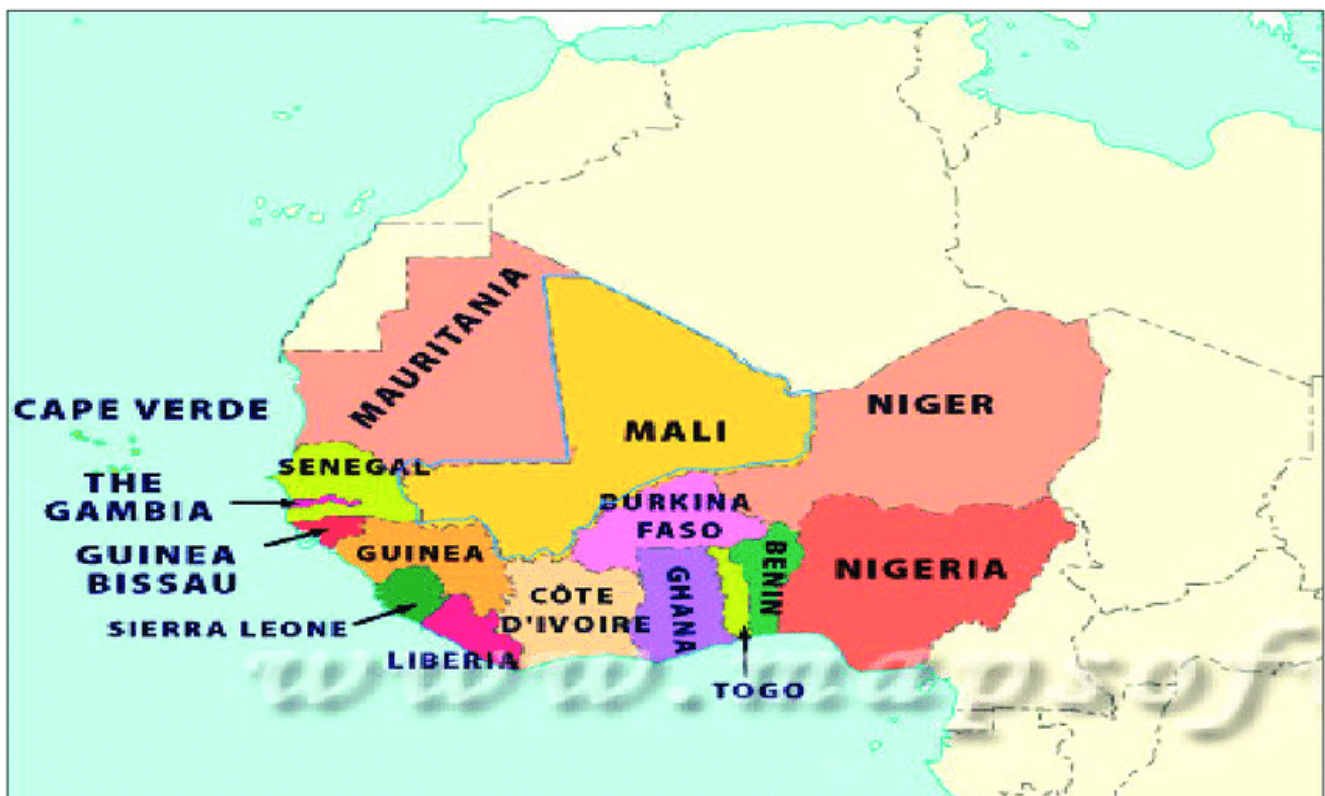 MAURITANIA
CAPE VERDE
NIGER
MALI
SENEGAL
THE
GAMBIA
BURKINA
FASO
GUINEA
BISSAU
GUINEA
BENIN
NIGERIA
GHANA
CÔTE
D'IVOIRE
SIERRA LEONE
LIBERIA
TOGO
www.mapsof